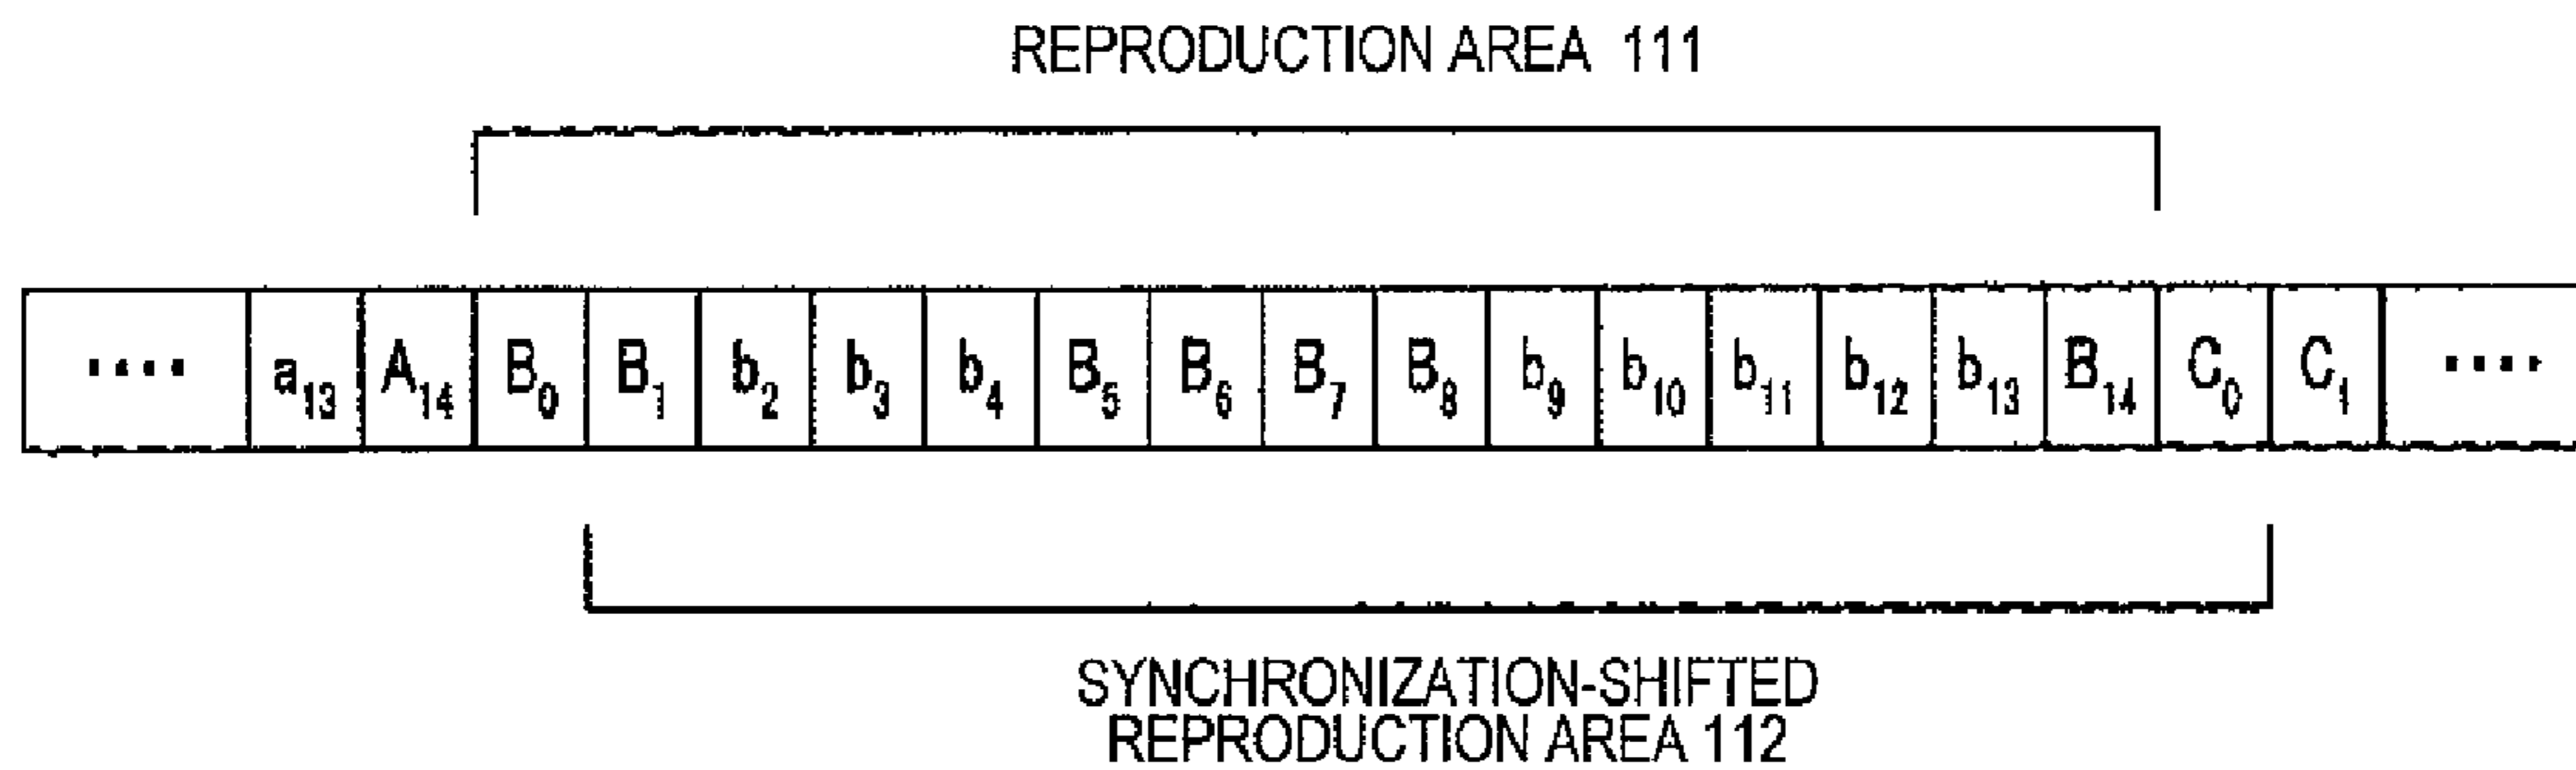 REPRODUCTION AREA 111
.... a13 A14 B0 B1 b2 b3 b4 B5 B6 B7 B8 b9 b10 b11 b12 b13 B14 C0 C1 ....
SYNCHRONIZATION-SHIFTED
REPRODUCTION AREA 112